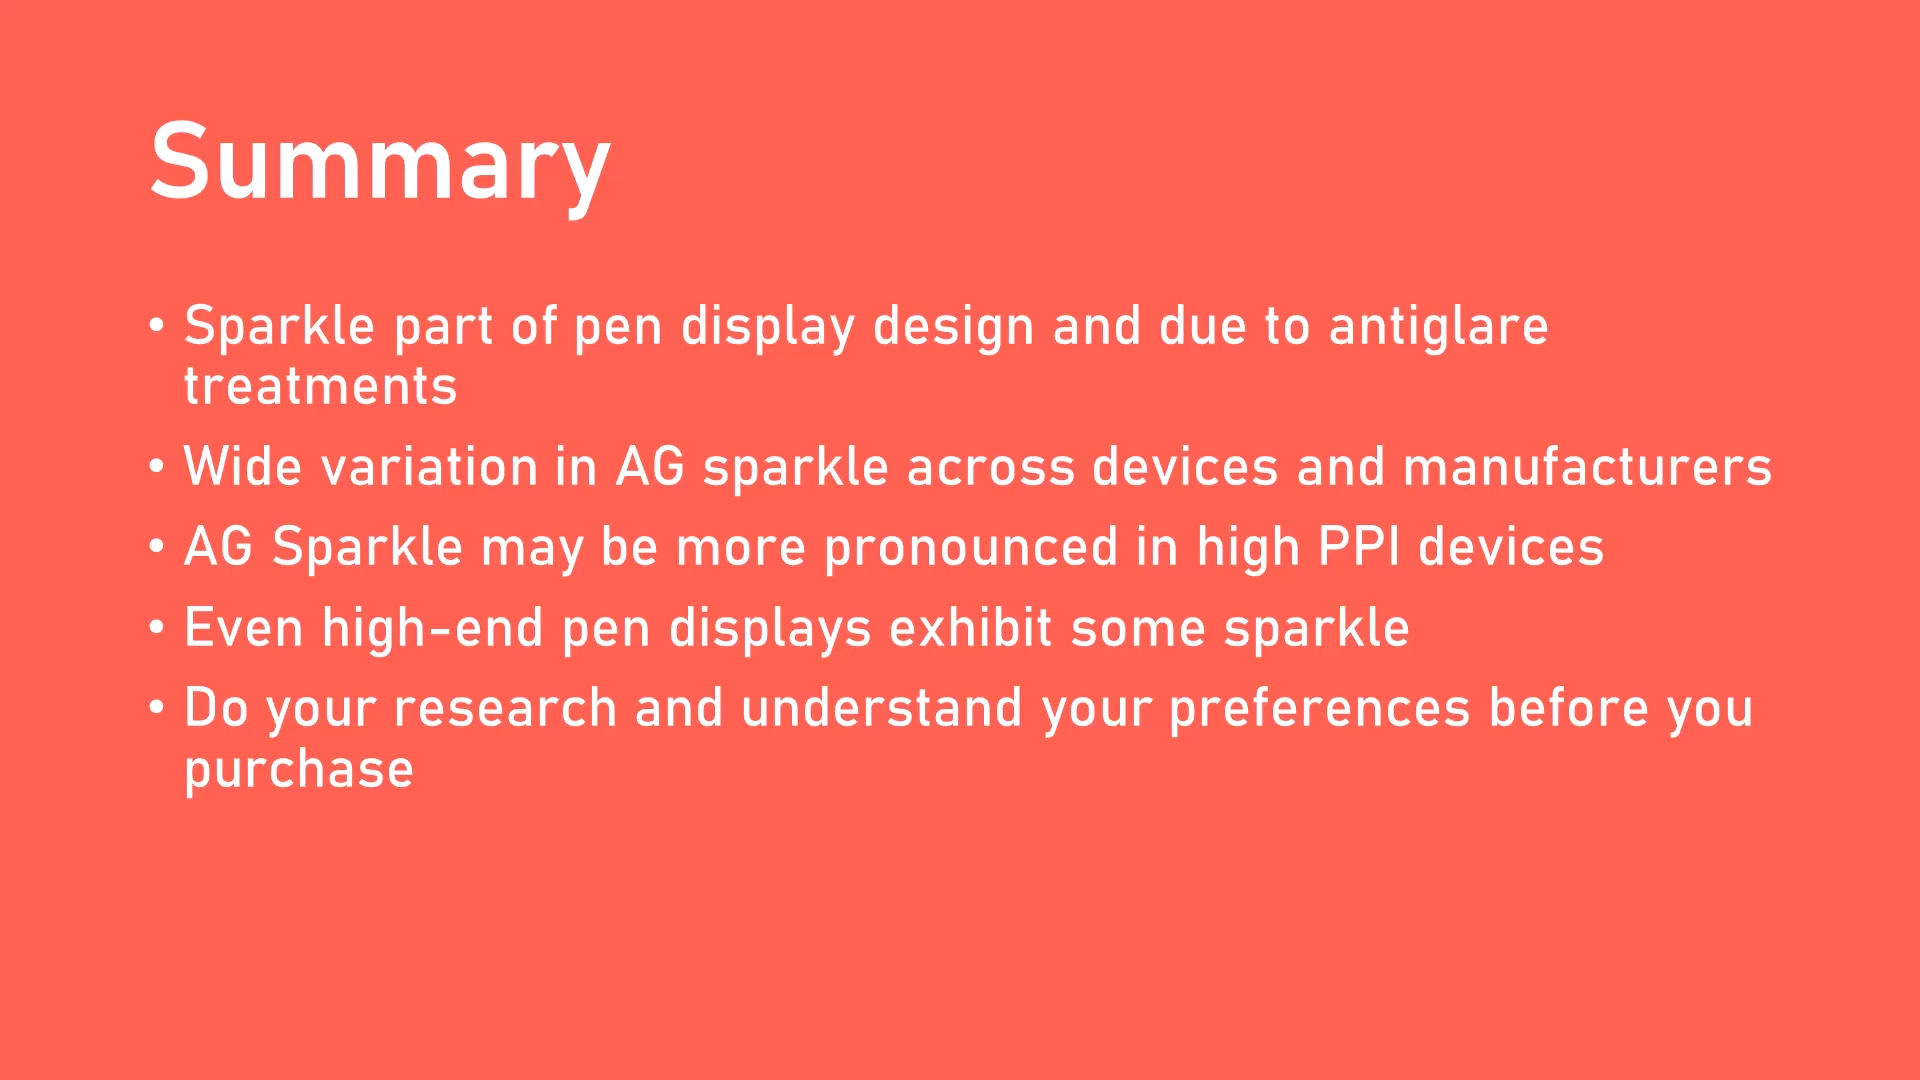 Summary
• Sparkle part of pen display design and due to antiglare
treatments
• Wide variation in AG sparkle across devices and manufacturers
• AG Sparkle may be more pronounced in high PPI devices
• Even high-end pen displays exhibit some sparkle
• Do your research and understand your preferences before you
purchase